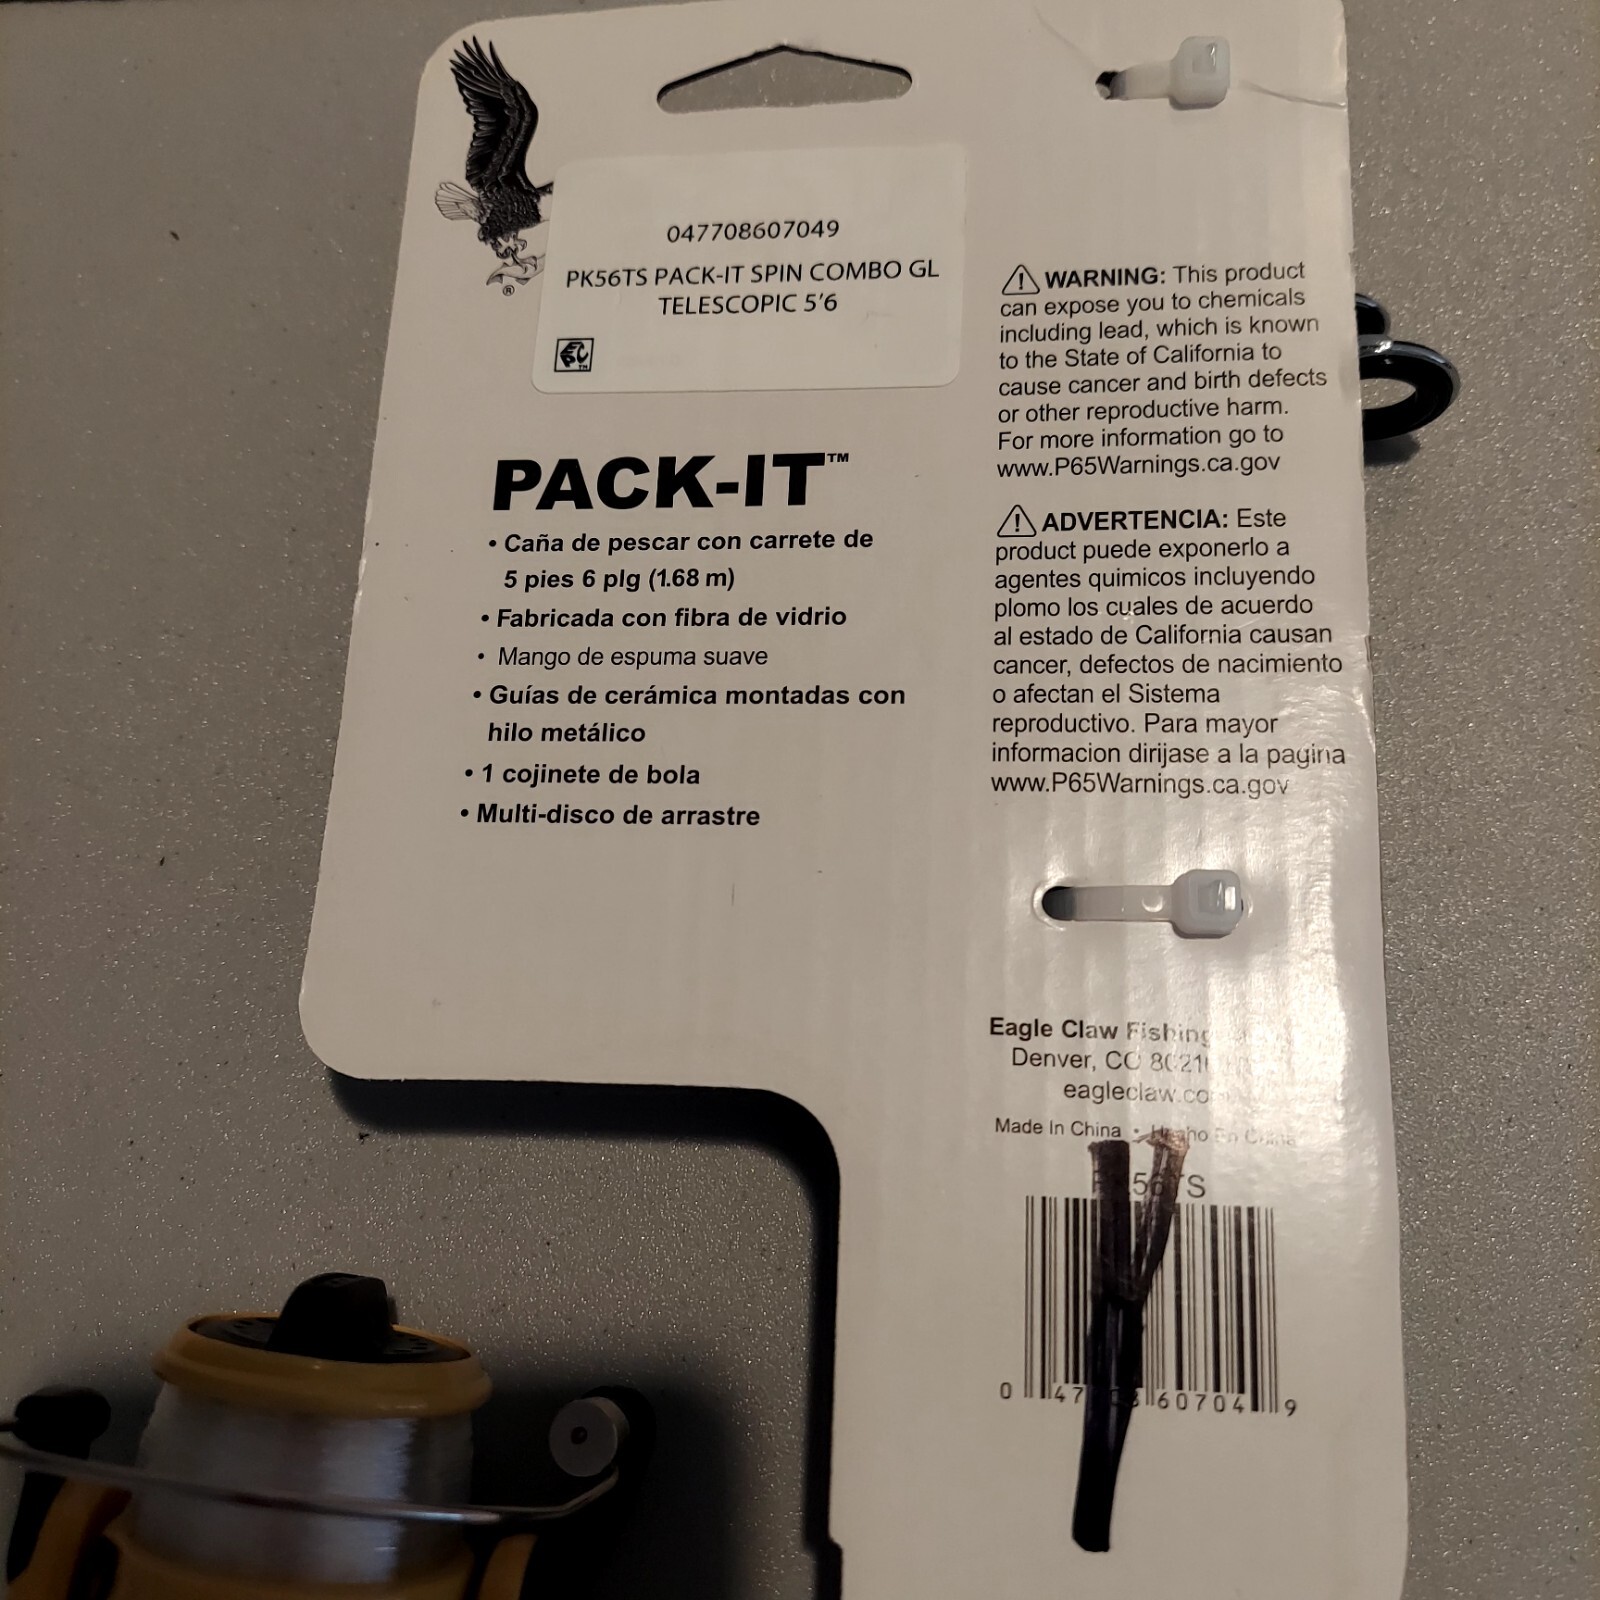 047708607049
PK56TS PACK-IT SPIN COMBO GL
TELESCOPIC 5'6
®
PACK-IT™
• Caña de pescar con carrete de
5 pies 6 plg (1.68 m)
• Fabricada con fibra de vidrio
• Mango de espuma suave
• Guías de cerámica montadas con
hilo metálico
• 1 cojinete de bola
• Multi-disco de arrastre
⚠ WARNING: This product
can expose you to chemicals
including lead, which is known
to the State of California to
cause cancer and birth defects
or other reproductive harm.
For more information go to
www.P65Warnings.ca.gov
⚠ ADVERTENCIA: Este
product puede exponerlo a
agentes quimicos incluyendo
plomo los cuales de acuerdo
al estado de California causan
cancer, defectos de nacimiento
o afectan el Sistema
reproductivo. Para mayor
informacion dirijase a la pagina
www.P65Warnings.ca.gov
Eagle Claw Fishing
Denver, CO
Made In China • Hecho En China